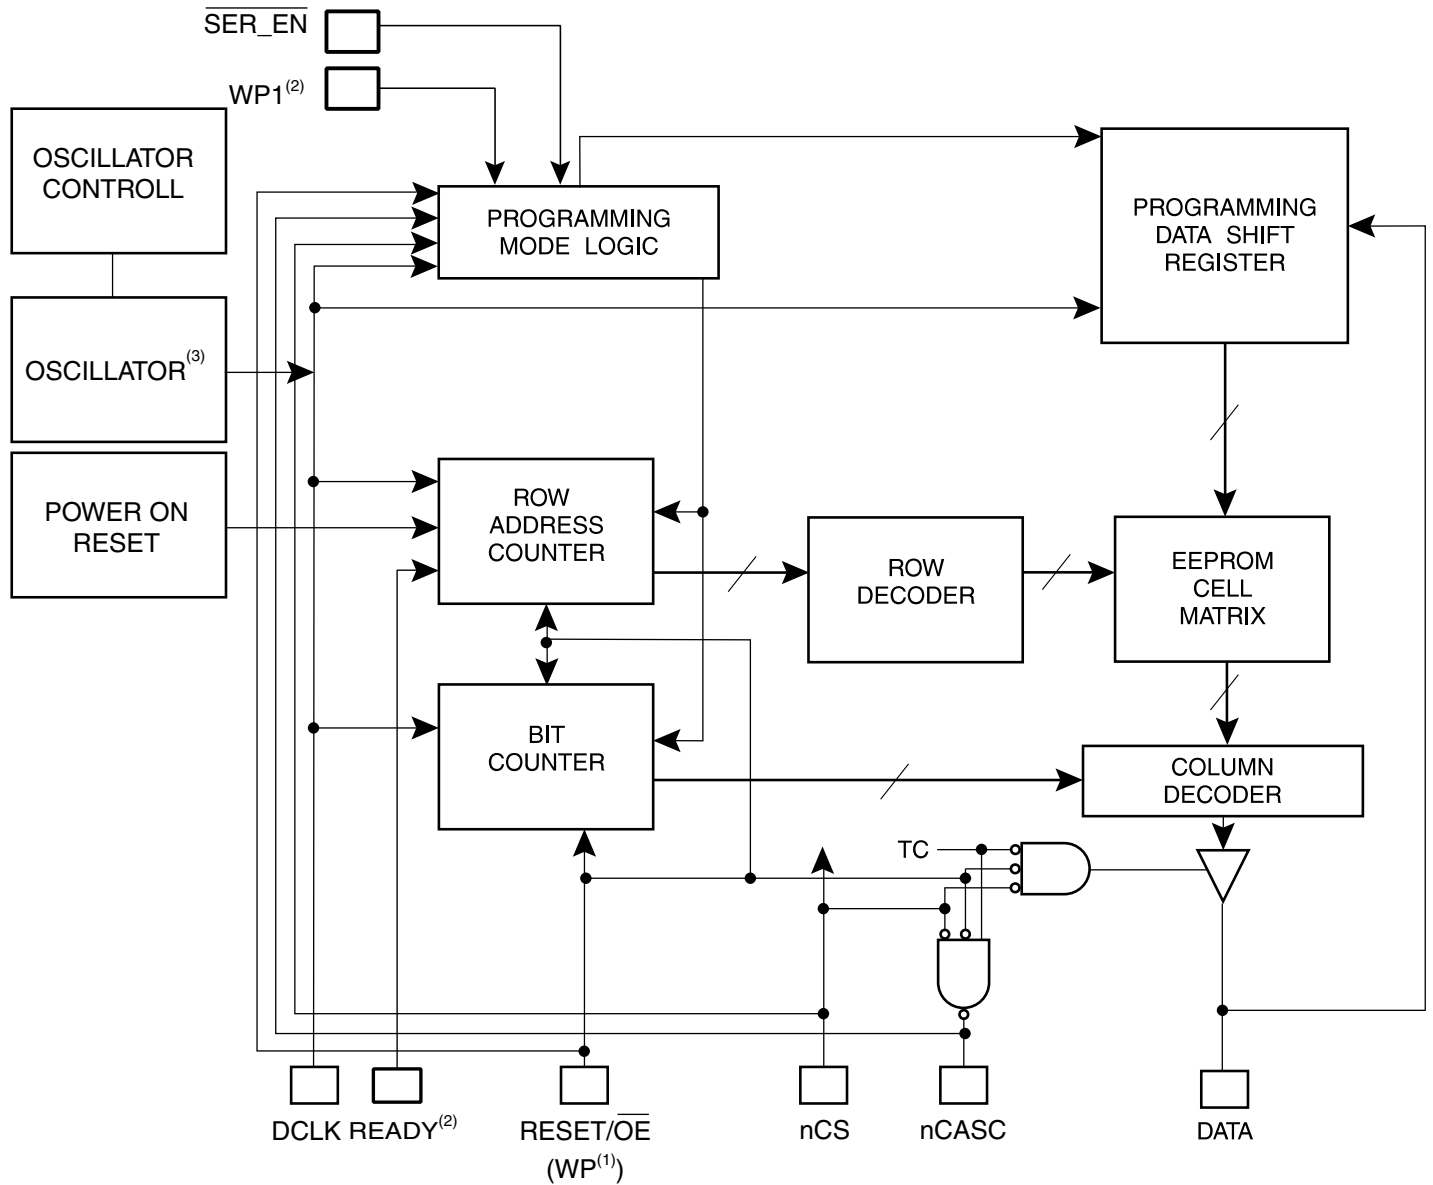 SER_EN
WP1(2)
OSCILLATOR
CONTROLL
PROGRAMMING
MODE LOGIC
PROGRAMMING
DATA SHIFT
REGISTER
OSCILLATOR(3)
POWER ON
RESET
ROW
ADDRESS
COUNTER
ROW
DECODER
EEPROM
CELL
MATRIX
BIT
COUNTER
COLUMN
DECODER
TC
DCLK
READY(2)
RESET/OE
(WP(1))
nCS
nCASC
DATA